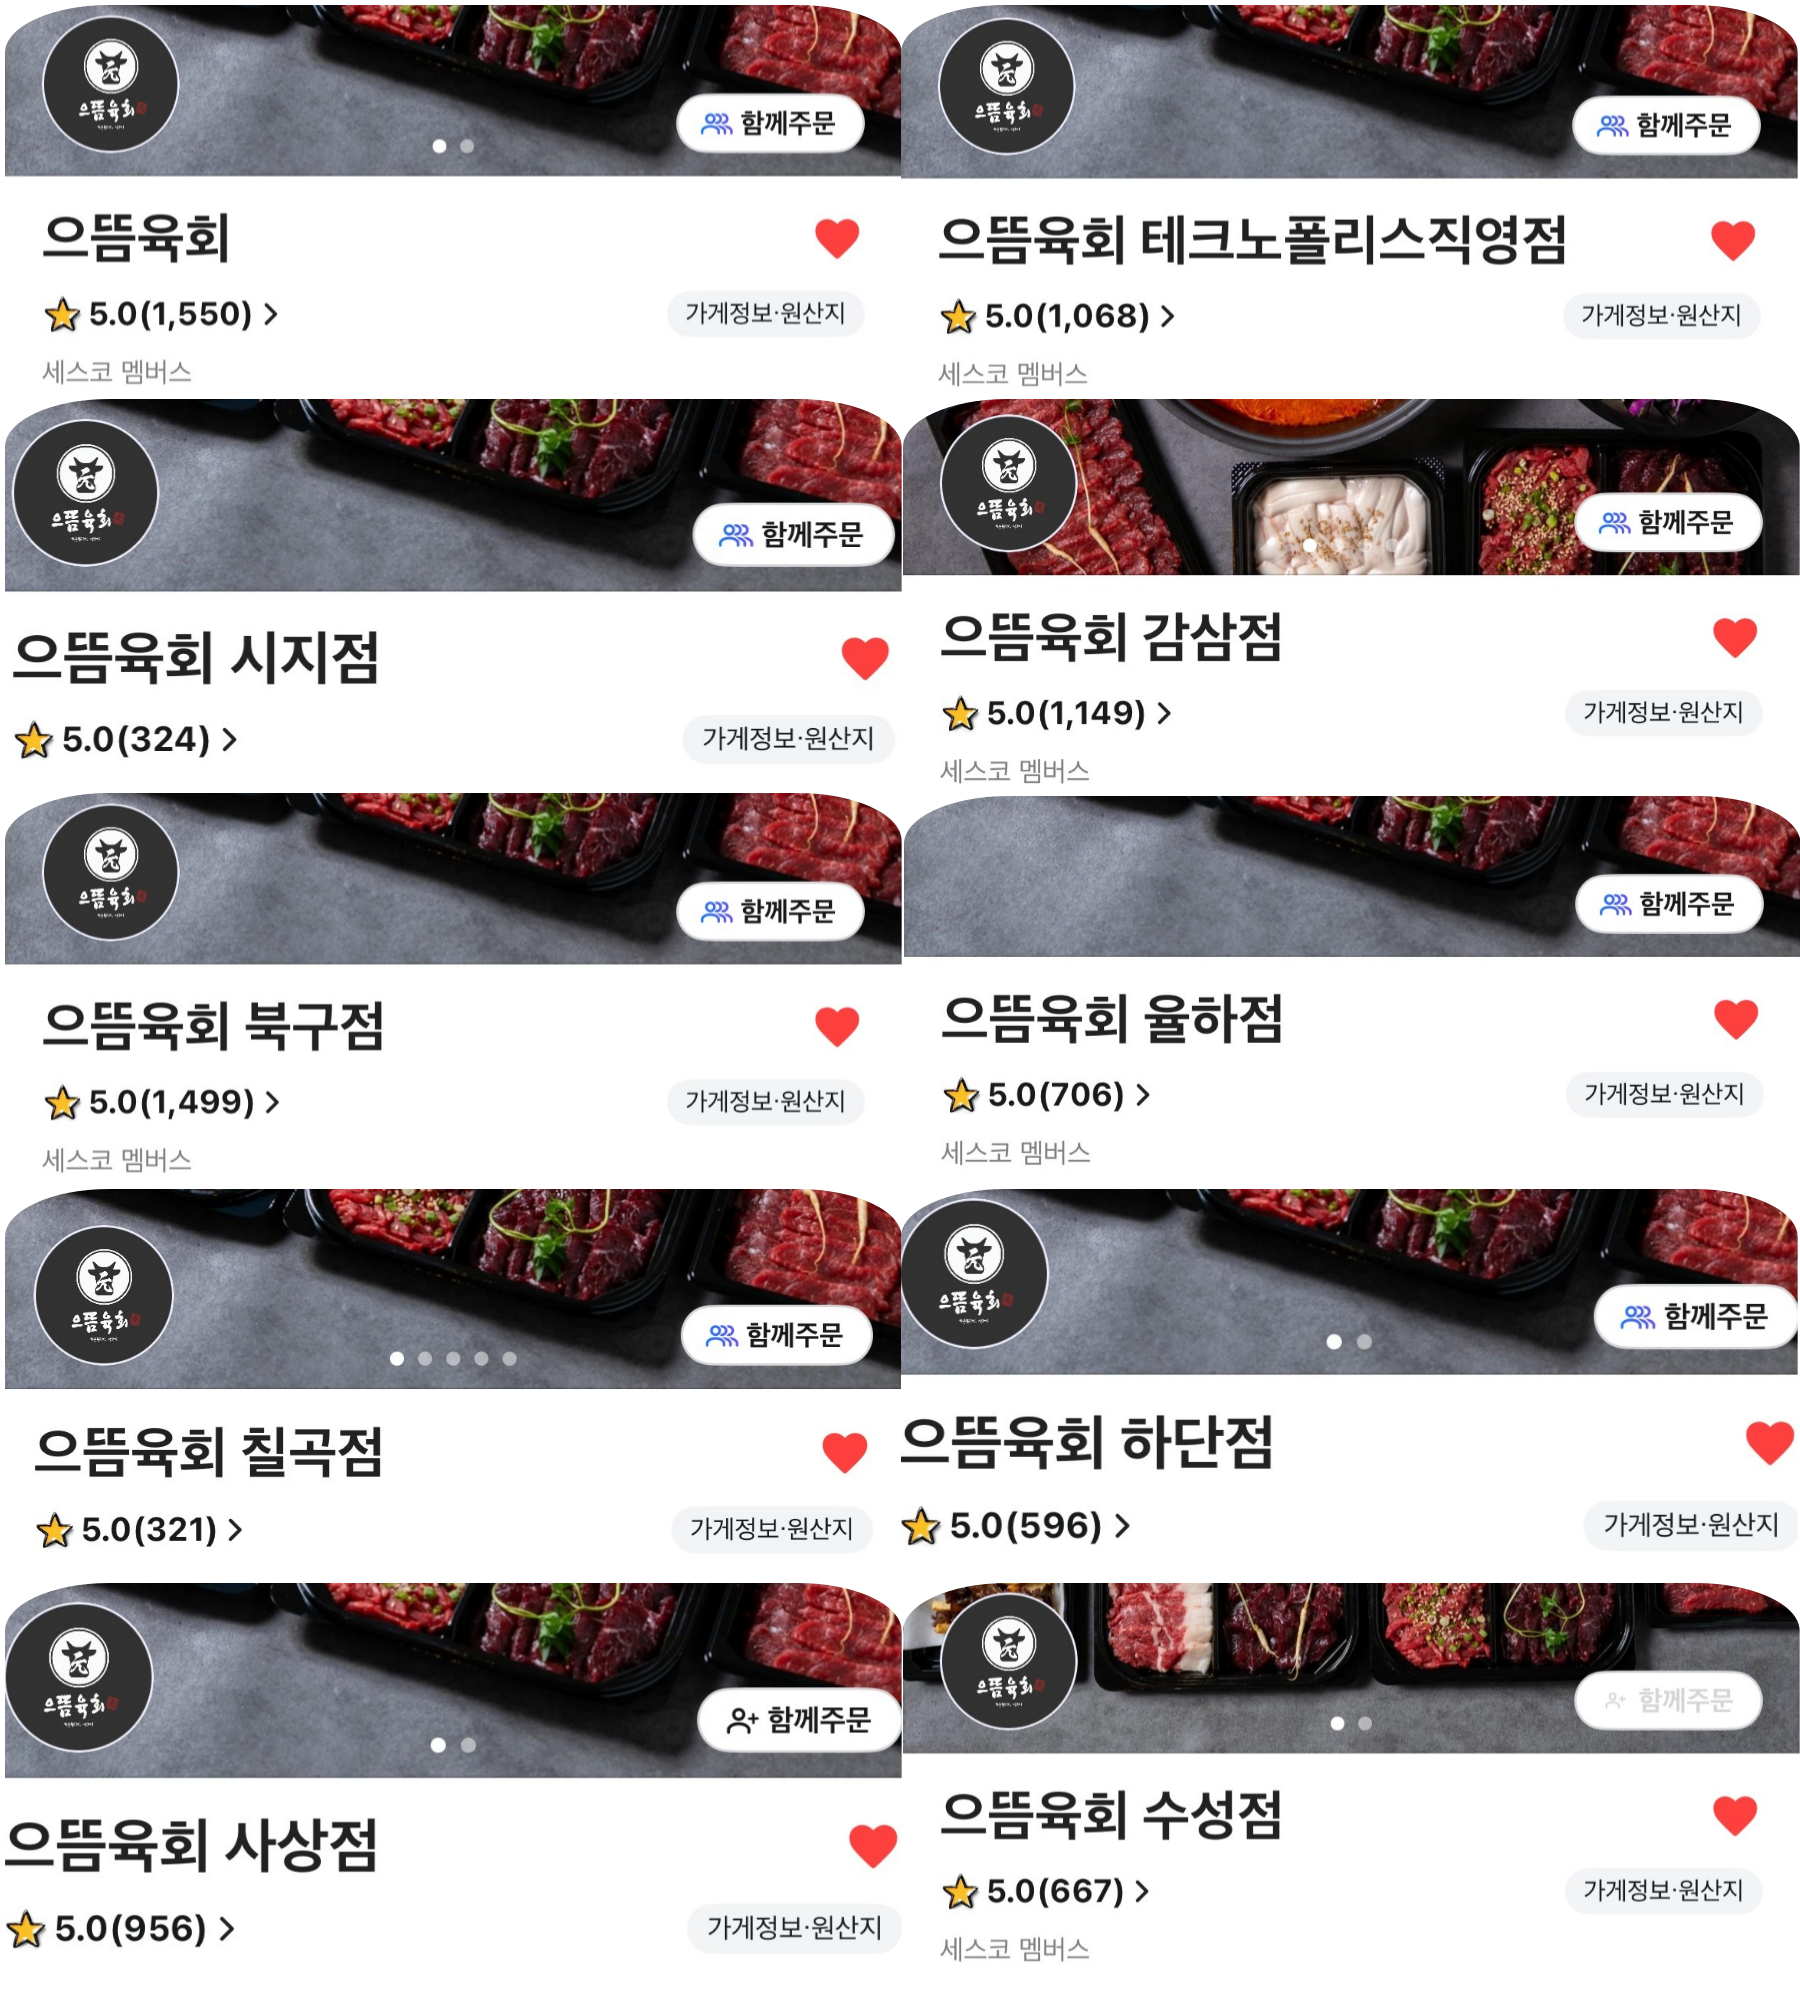 으뜸육회
함께주문
으뜸육회
5.0(1,550)
가게정보·원산지
세스코 멤버스
으뜸육회
함께주문
으뜸육회 테크노폴리스직영점
5.0(1,068)
가게정보·원산지
세스코 멤버스
으뜸육회
함께주문
으뜸육회 시지점
5.0(324)
가게정보·원산지
으뜸육회
함께주문
으뜸육회 감삼점
5.0(1,149)
가게정보·원산지
세스코 멤버스
으뜸육회
함께주문
으뜸육회 북구점
5.0(1,499)
가게정보·원산지
세스코 멤버스
함께주문
으뜸육회 율하점
5.0(706)
가게정보·원산지
세스코 멤버스
으뜸육회
함께주문
으뜸육회 칠곡점
5.0(321)
가게정보·원산지
으뜸육회
함께주문
으뜸육회 하단점
5.0(596)
가게정보·원산지
으뜸육회
함께주문
으뜸육회 사상점
5.0(956)
가게정보·원산지
으뜸육회
함께주문
으뜸육회 수성점
5.0(667)
가게정보·원산지
세스코 멤버스